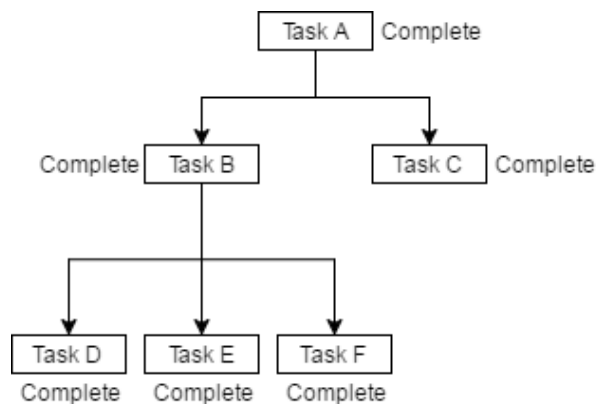 Task A Complete
Complete Task B Task C Complete
Task D Task E Task F
Complete Complete Complete